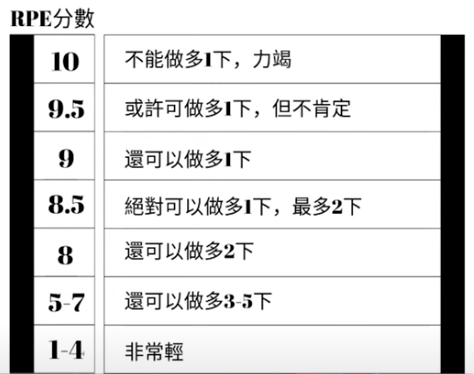 RPE分數
10 不能做多1下，力竭
9.5 或許可做多1下，但不肯定
9 還可以做多1下
8.5 絕對可以做多1下，最多2下
8 還可以做多2下
5-7 還可以做多3-5下
1-4 非常輕